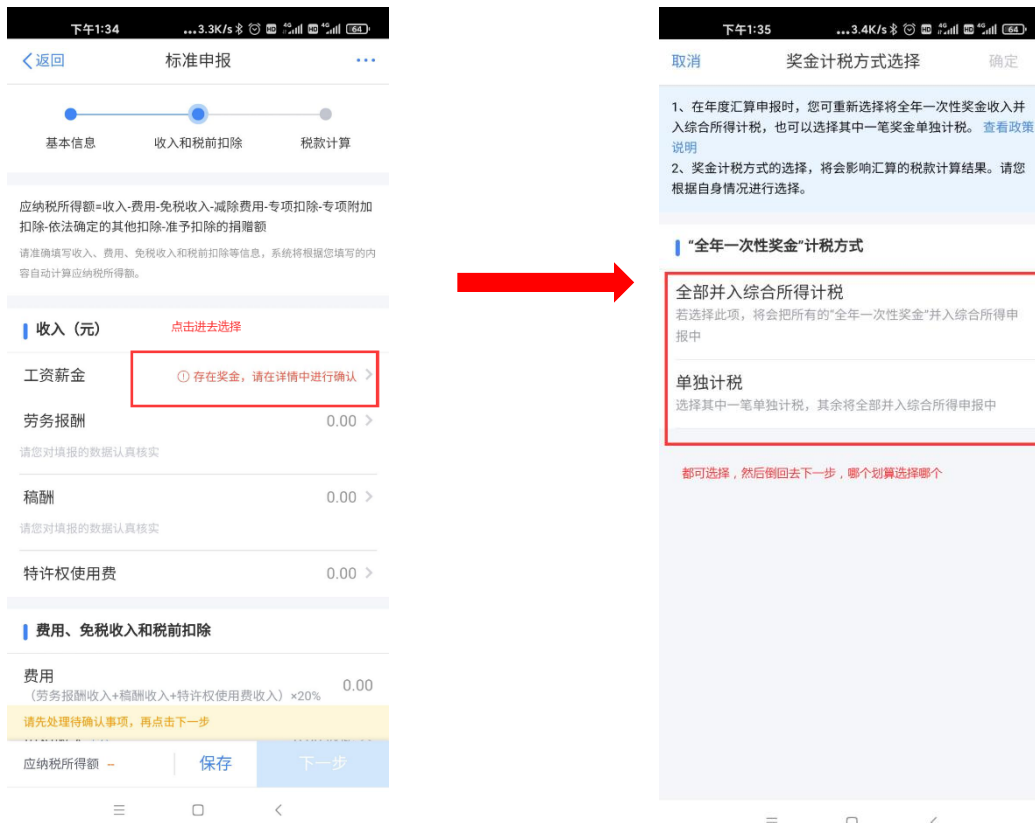 下午1:34
...3.3K/s
HD
4G
HD
4G
64
返回
标准申报
基本信息
收入和税前扣除
税款计算
应纳税所得额=收入-费用-免税收入-减除费用-专项扣除-专项附加
扣除-依法确定的其他扣除-准予扣除的捐赠额
请准确填写收入、费用、免税收入和税前扣除等信息，系统将根据您填写的内
容自动计算应纳税所得额。
收入（元）
点击进去选择
工资薪金
存在奖金，请在详情中进行确认
劳务报酬
0.00
请您对填报的数据认真核实
稿酬
0.00
请您对填报的数据认真核实
特许权使用费
0.00
费用、免税收入和税前扣除
费用
0.00
（劳务报酬收入+稿酬收入+特许权使用费收入）×20%
请先处理待确认事项，再点击下一步
应纳税所得额 –
保存
下一步
下午1:35
...3.4K/s
HD
4G
HD
4G
64
取消
奖金计税方式选择
确定
1、在年度汇算申报时，您可重新选择将全年一次性奖金收入并
入综合所得计税，也可以选择其中一笔奖金单独计税。 查看政策
说明
2、奖金计税方式的选择，将会影响汇算的税款计算结果。请您
根据自身情况进行选择。
“全年一次性奖金”计税方式
全部并入综合所得计税
若选择此项，将会把所有的“全年一次性奖金”并入综合所得申
报中
单独计税
选择其中一笔单独计税，其余将全部并入综合所得申报中
都可选择，然后倒回去下一步，哪个划算选择哪个